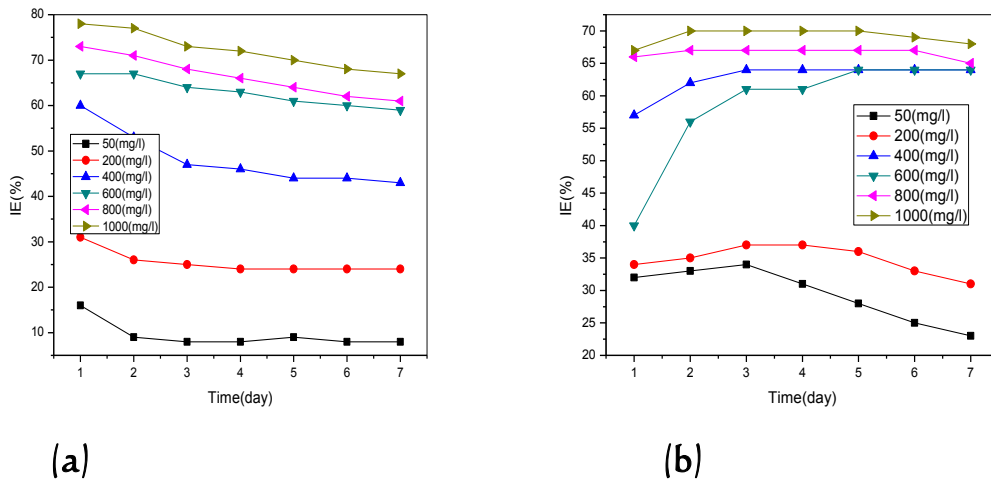 80
70
60
50
40
30
20
10
IE(%)
50(mg/l)
200(mg/l)
400(mg/l)
600(mg/l)
800(mg/l)
1000(mg/l)
1 2 3 4 5 6 7
Time(day)
(a)
70
65
60
55
50
45
40
35
30
25
20
IE(%)
50(mg/l)
200(mg/l)
400(mg/l)
600(mg/l)
800(mg/l)
1000(mg/l)
1 2 3 4 5 6 7
Time(day)
(b)